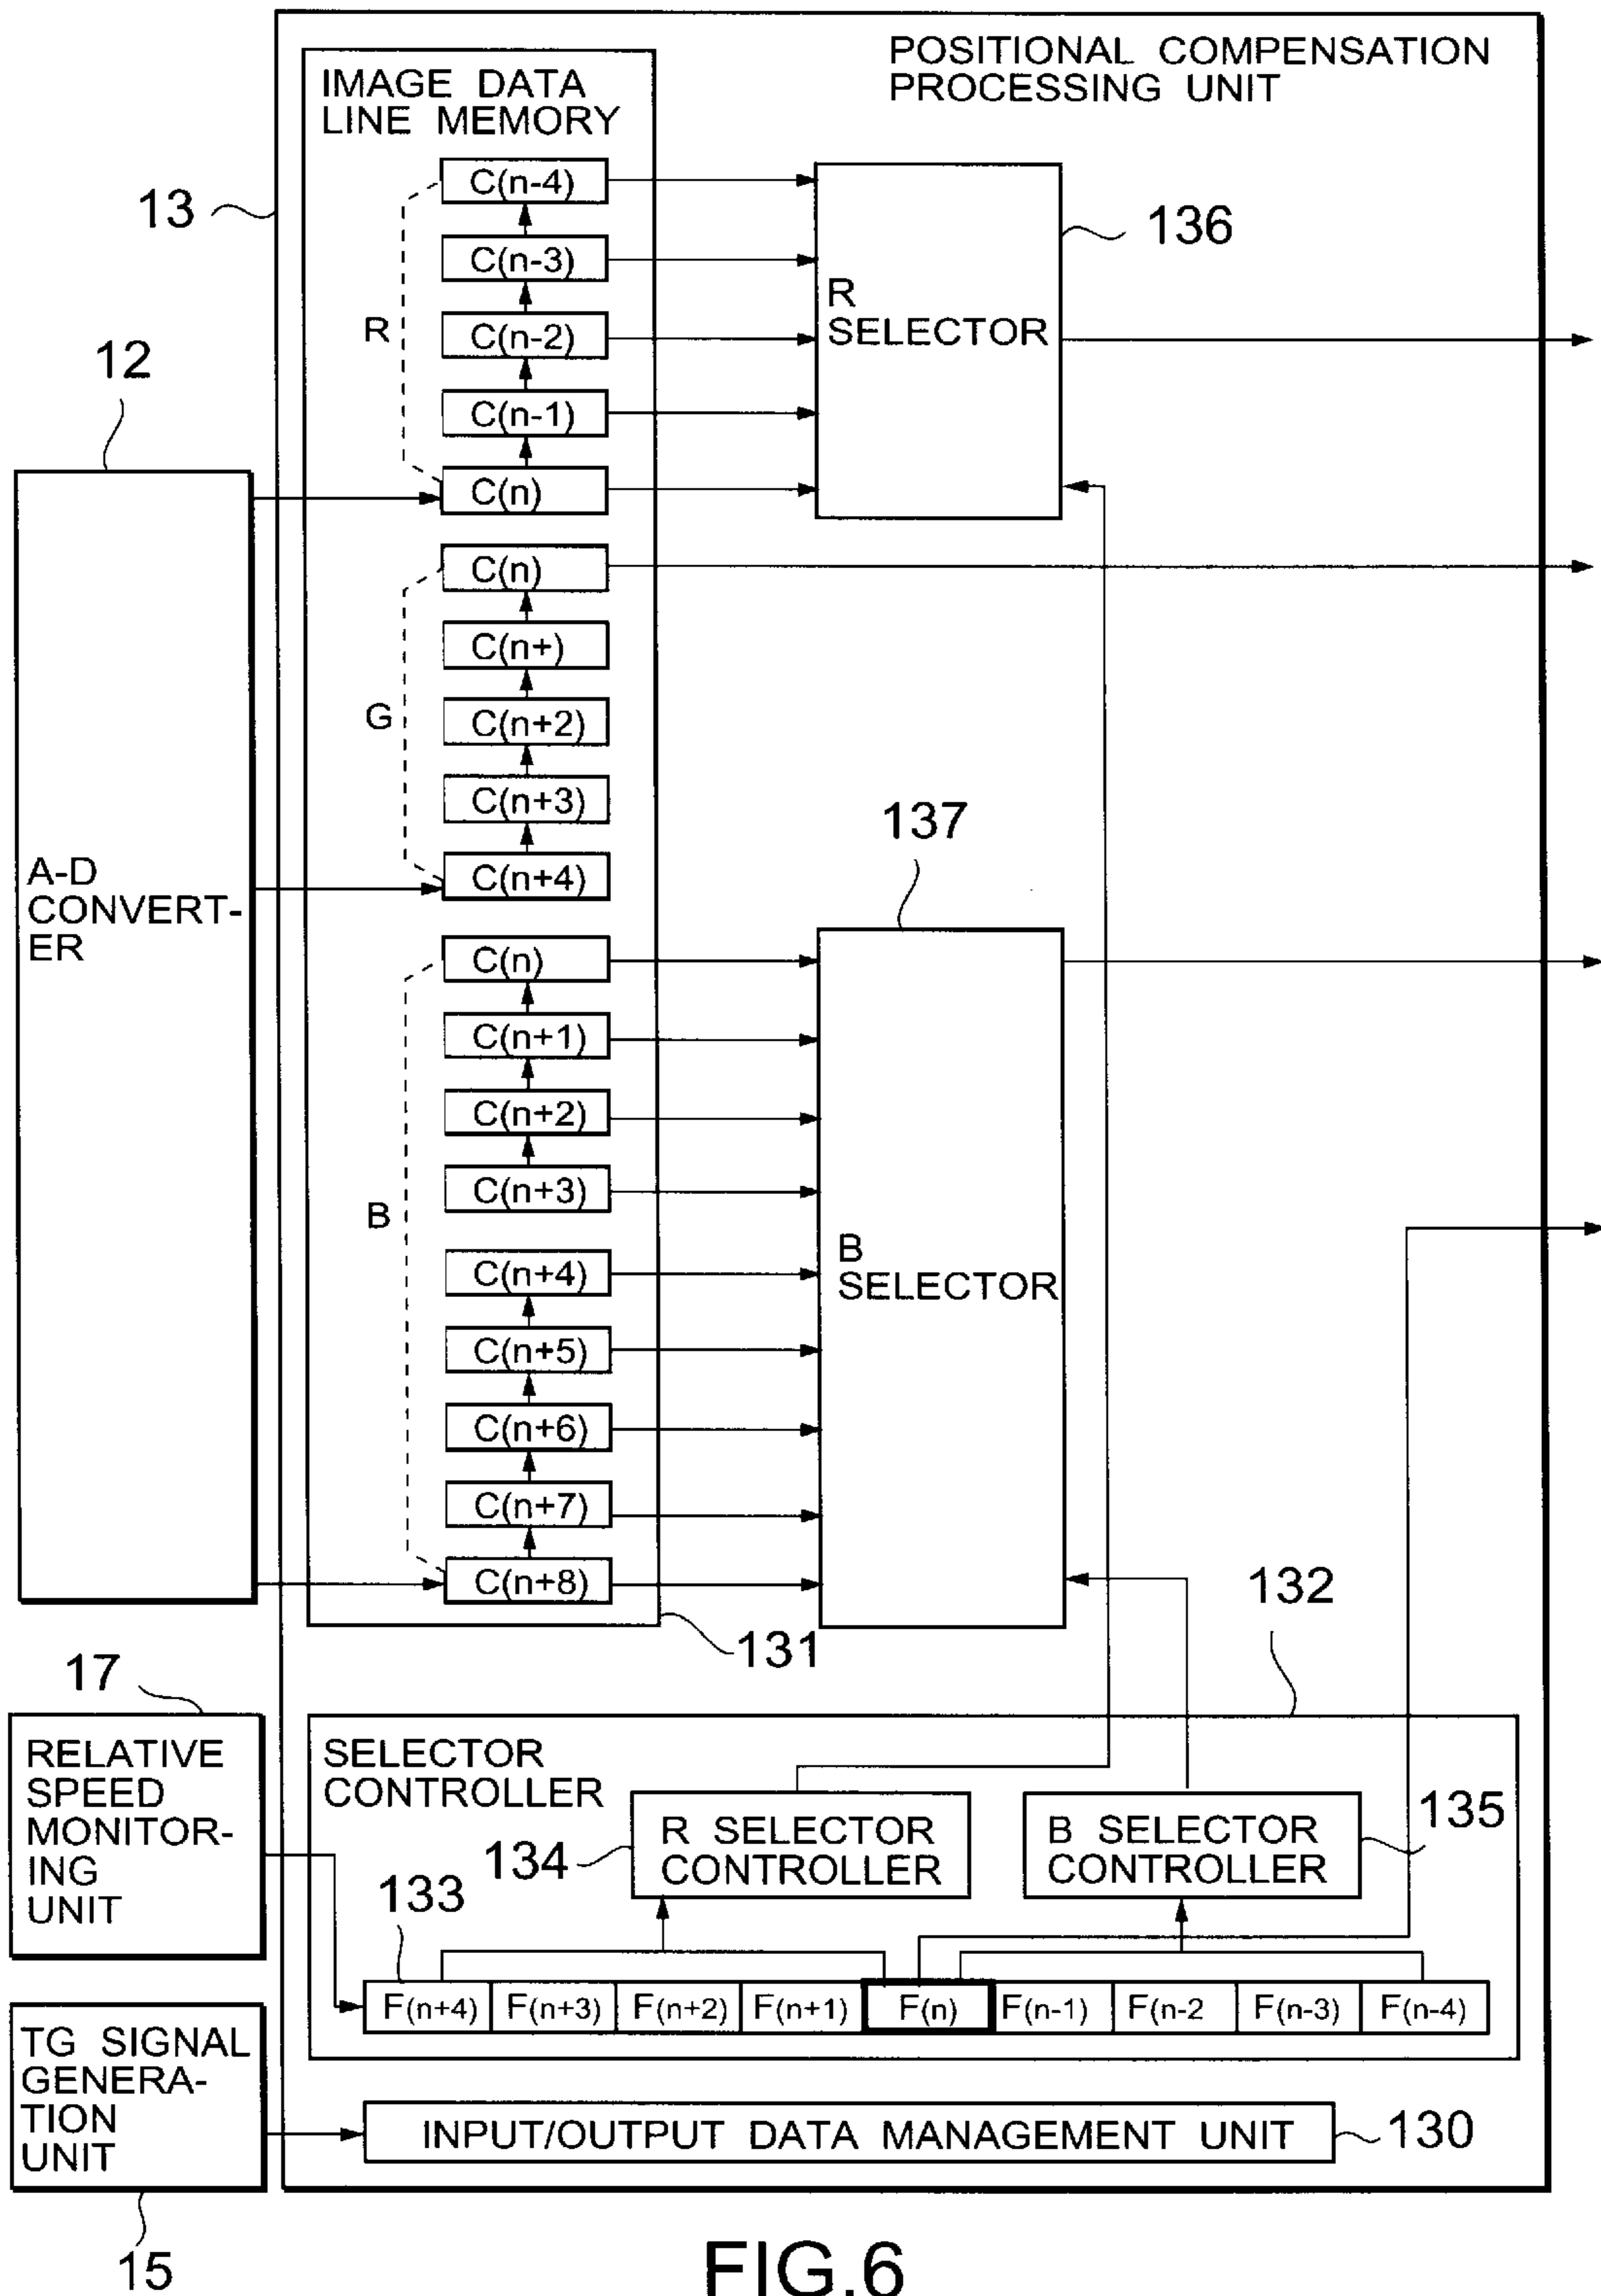 POSITIONAL COMPENSATION
PROCESSING UNIT
IMAGE DATA
LINE MEMORY
13
C(n-4)
C(n-3)
C(n-2)
C(n-1)
C(n)
R
R
SELECTOR
136
12
A-D
CONVERT-
ER
C(n)
C(n+)
C(n+2)
C(n+3)
C(n+4)
G
137
C(n)
C(n+1)
C(n+2)
C(n+3)
C(n+4)
C(n+5)
C(n+6)
C(n+7)
C(n+8)
B
B
SELECTOR
131
132
17
RELATIVE
SPEED
MONITOR-
ING
UNIT
SELECTOR
CONTROLLER
134
R SELECTOR
CONTROLLER
B SELECTOR
CONTROLLER
135
133
F(n+4) F(n+3) F(n+2) F(n+1) F(n) F(n-1) F(n-2 F(n-3) F(n-4)
TG SIGNAL
GENERA-
TION
UNIT
INPUT/OUTPUT DATA MANAGEMENT UNIT
130
15
FIG.6